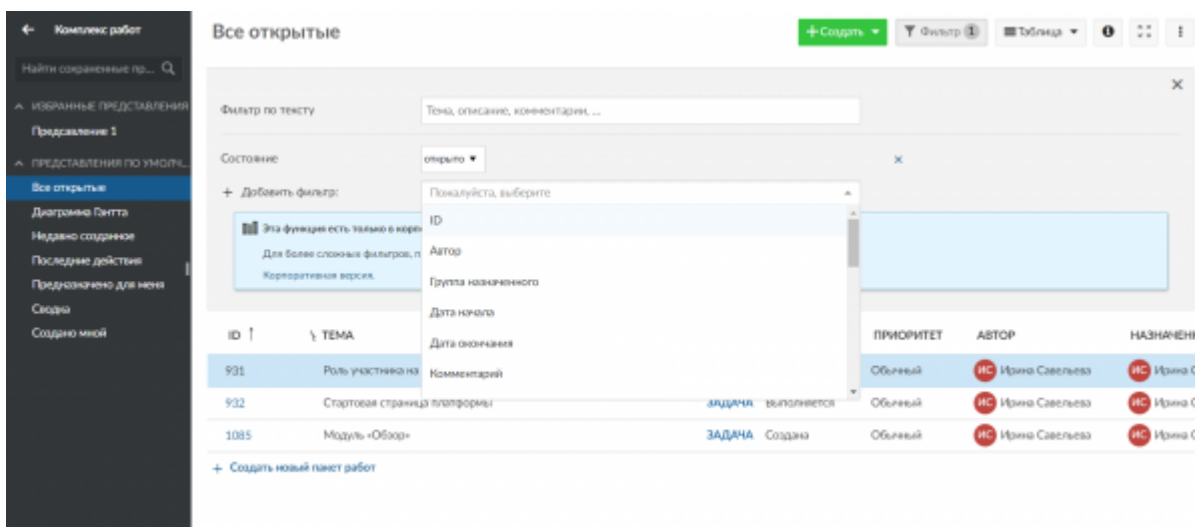 Комплекс работ
Все открытые
Создать
Фильтр 1
Таблица
Найти сохраненные пр...
ИЗБРАННЫЕ ПРЕДСТАВЛЕНИЯ
Представление 1
ПРЕДСТАВЛЕНИЯ ПО УМОЛЧ...
Все открытые
Диаграмма Гантта
Недавно созданное
Последние действия
Предназначено для меня
Сводка
Создано мной
Фильтр по тексту
Тема, описание, комментарии, ...
Состояние
открыто
Добавить фильтр:
Пожалуйста, выберите
ID
Автор
Группа назначенного
Дата начала
Дата окончания
Комментарий
Эта функция есть только в корп
Для более сложных фильтров, п
Корпоративная версия.
ID ТЕМА ПРИОРИТЕТ АВТОР НАЗНАЧЕН
931 Роль участника на Обычный ИС Ирина Савельева ИС Ирина С
932 Стартовая страница платформы ЗАДАЧА Выполняется Обычный ИС Ирина Савельева ИС Ирина С
1085 Модуль «Обзор» ЗАДАЧА Создана Обычный ИС Ирина Савельева ИС Ирина С
+ Создать новый пакет работ